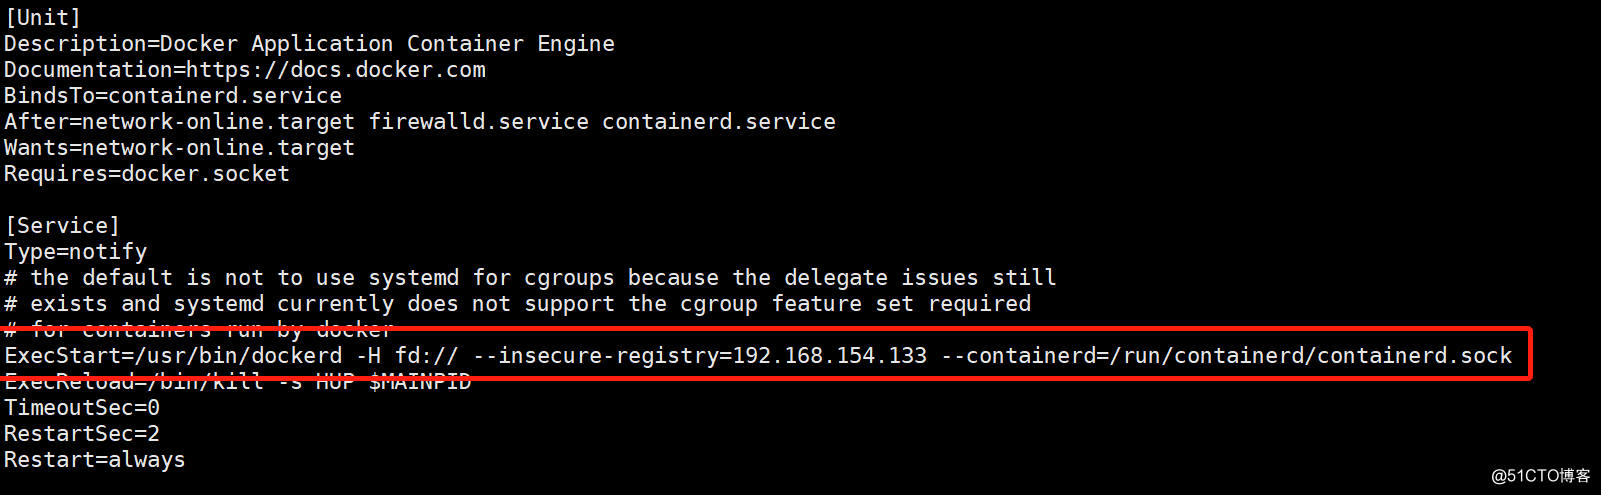 [Unit]
Description=Docker Application Container Engine
Documentation=https://docs.docker.com
BindsTo=containerd.service
After=network-online.target firewalld.service containerd.service
Wants=network-online.target
Requires=docker.socket
[Service]
Type=notify
# the default is not to use systemd for cgroups because the delegate issues still
# exists and systemd currently does not support the cgroup feature set required
# for containers run by docker
ExecStart=/usr/bin/dockerd -H fd:// --insecure-registry=192.168.154.133 --containerd=/run/containerd/containerd.sock
ExecReload=/bin/kill -s HUP $MAINPID
TimeoutSec=0
RestartSec=2
Restart=always
@51CTO博客